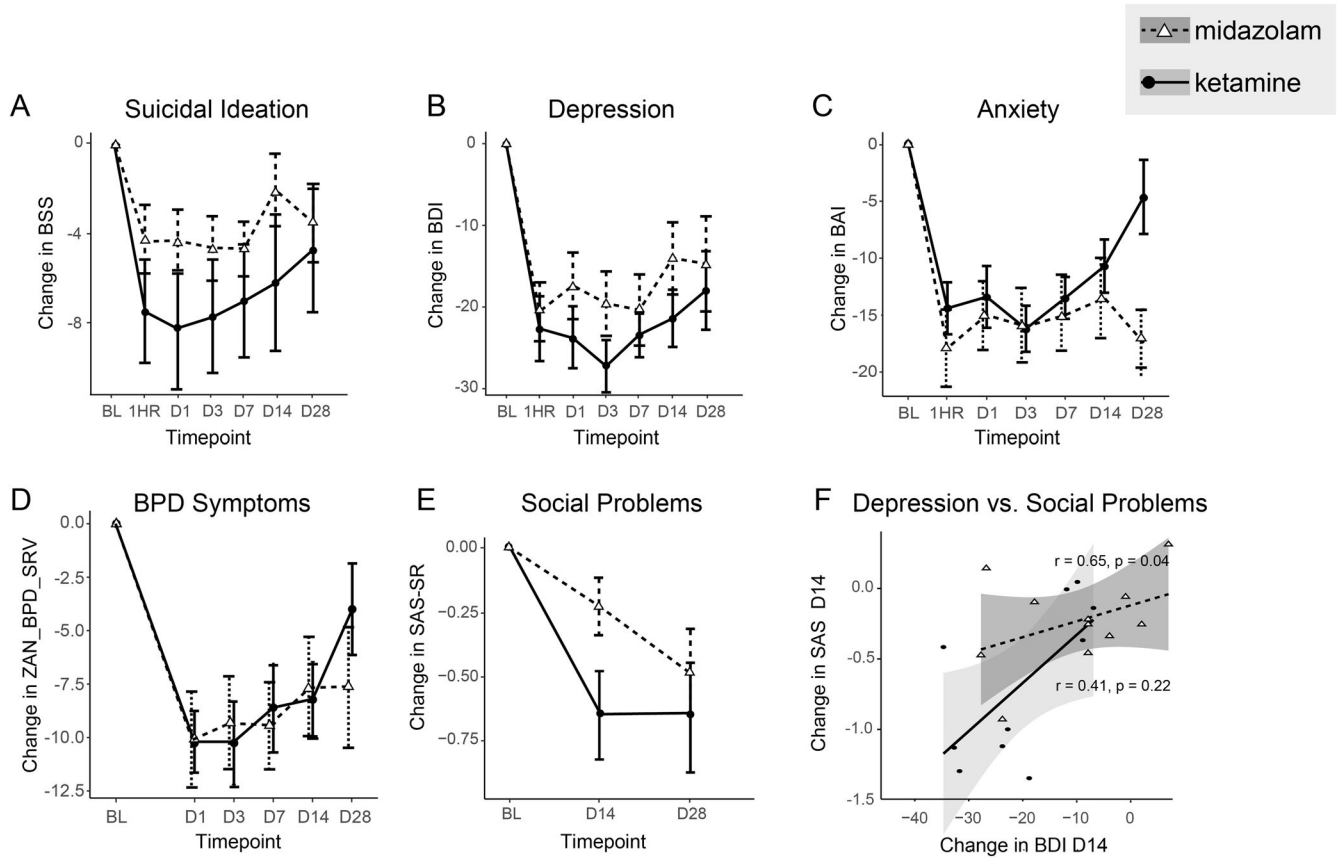 midazolam
ketamine
A Suicidal Ideation
Change in BSS
0
-4
-8
BL 1HR D1 D3 D7 D14 D28
Timepoint
B Depression
Change in BDI
0
-10
-20
-30
BL 1HR D1 D3 D7 D14 D28
Timepoint
C Anxiety
Change in BAI
0
-5
-10
-15
-20
BL 1HR D1 D3 D7 D14 D28
Timepoint
D BPD Symptoms
Change in ZAN_BPD_SRV
0.0
-2.5
-5.0
-7.5
-10.0
-12.5
BL D1 D3 D7 D14 D28
Timepoint
E Social Problems
Change in SAS-SR
0.00
-0.25
-0.50
-0.75
BL D14 D28
Timepoint
F Depression vs. Social Problems
Change in SAS D14
0.0
-0.5
-1.0
-1.5
r = 0.65, p = 0.04
r = 0.41, p = 0.22
−40 −30 −20 −10 0
Change in BDI D14